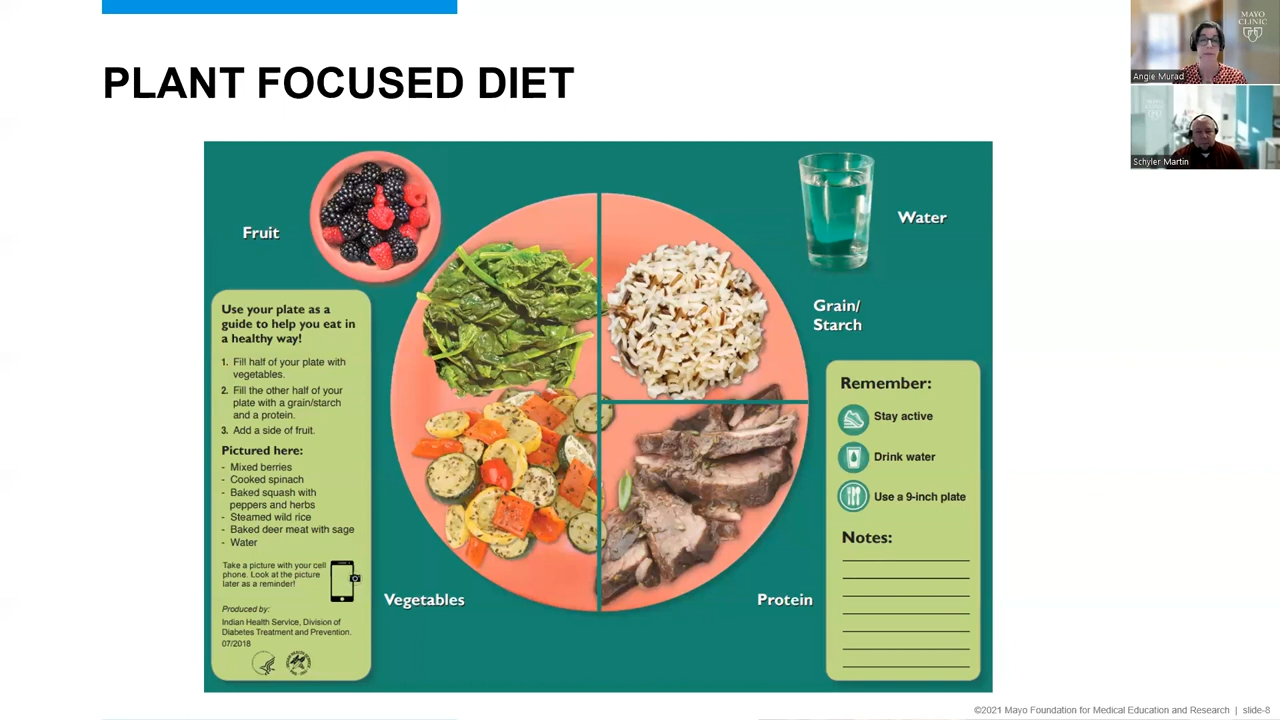 PLANT FOCUSED DIET
MAYO
CLINIC
Angie Murad
Schyler Martin
Fruit
Water
Grain/
Starch
Vegetables
Protein
Use your plate as a
guide to help you eat in
a healthy way!
1. Fill half of your plate with
vegetables.
2. Fill the other half of your
plate with a grain/starch
and a protein.
3. Add a side of fruit.
Pictured here:
- Mixed berries
- Cooked spinach
- Baked squash with
peppers and herbs
- Steamed wild rice
- Baked deer meat with sage
- Water
Take a picture with your cell
phone. Look at the picture
later as a reminder!
Produced by:
Indian Health Service, Division of
Diabetes Treatment and Prevention.
07/2018
Remember:
Stay active
Drink water
Use a 9-inch plate
Notes:
©2021 Mayo Foundation for Medical Education and Research | slide-8